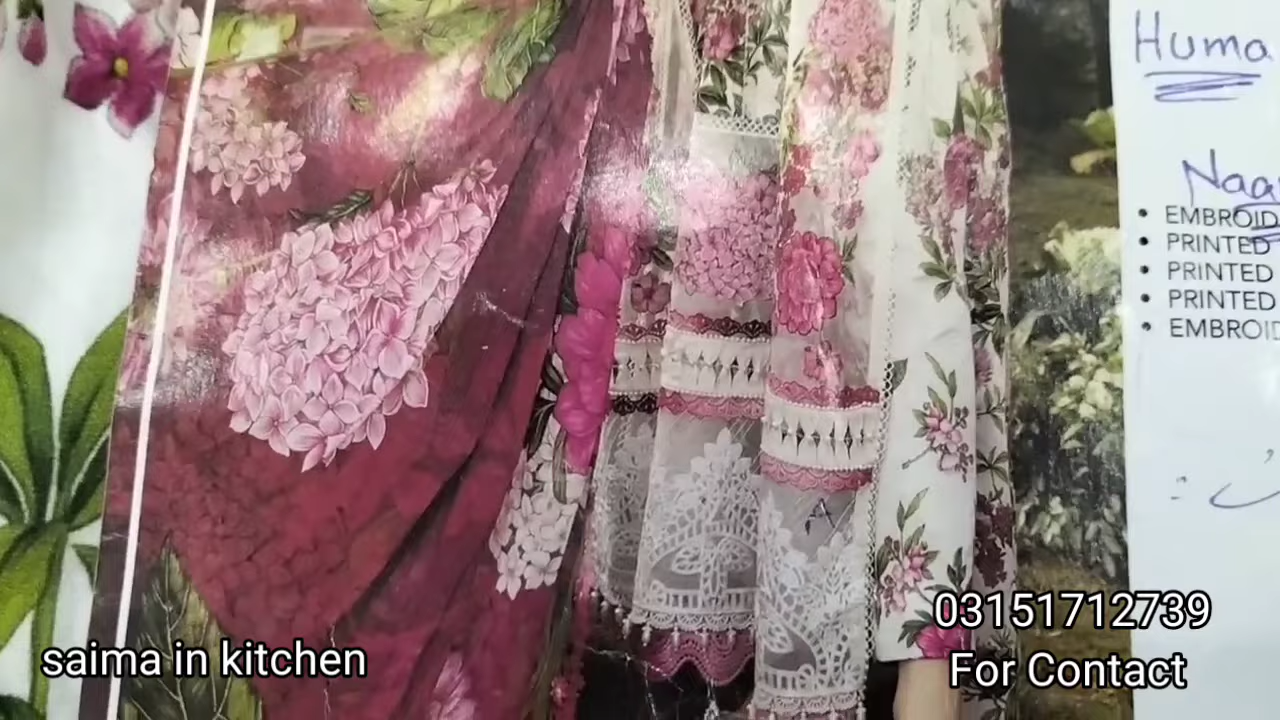 Huma
EMBROID
PRINTED
PRINTED
PRINTED
EMBROID
03151712739
For Contact
saima in kitchen